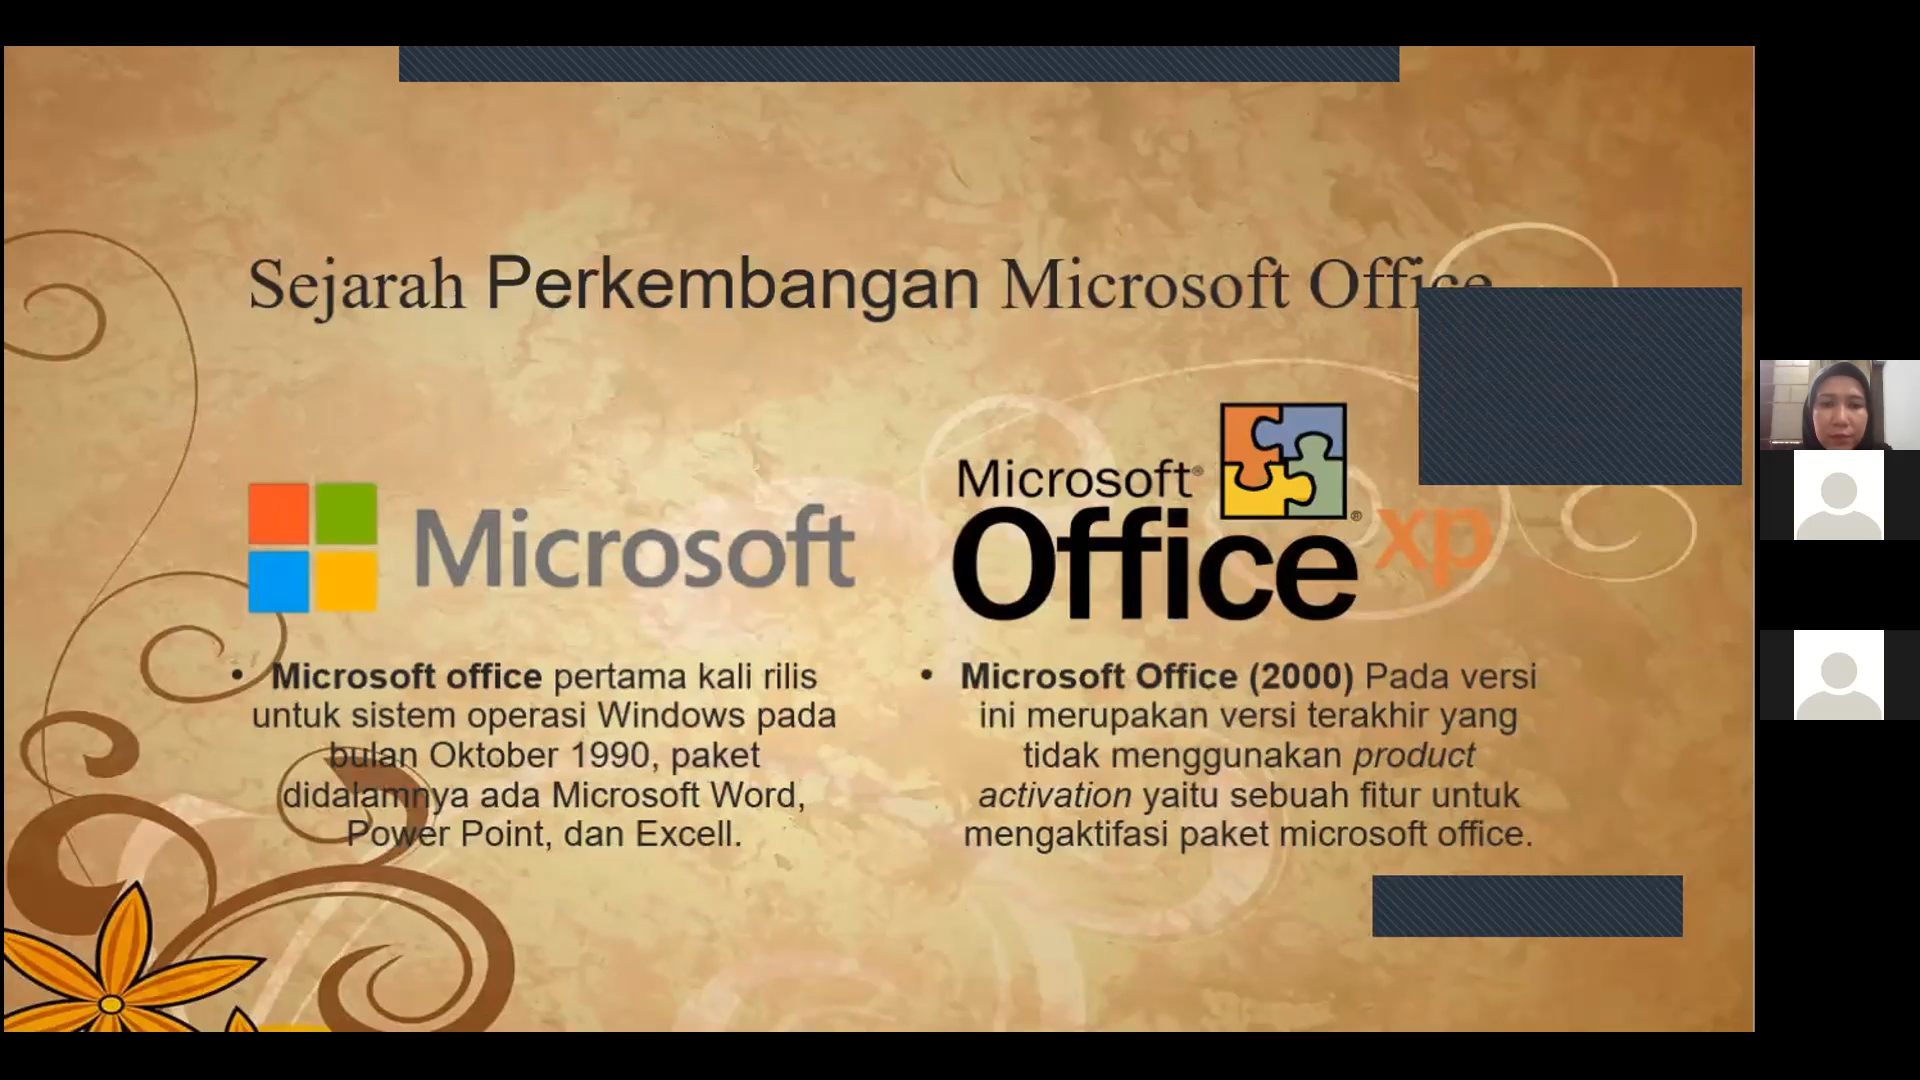 Sejarah Perkembangan Microsoft Office
Microsoft
Microsoft®
Office® xp
• Microsoft office pertama kali rilis
untuk sistem operasi Windows pada
bulan Oktober 1990, paket
didalamnya ada Microsoft Word,
Power Point, dan Excell.
• Microsoft Office (2000) Pada versi
ini merupakan versi terakhir yang
tidak menggunakan product
activation yaitu sebuah fitur untuk
mengaktifasi paket microsoft office.